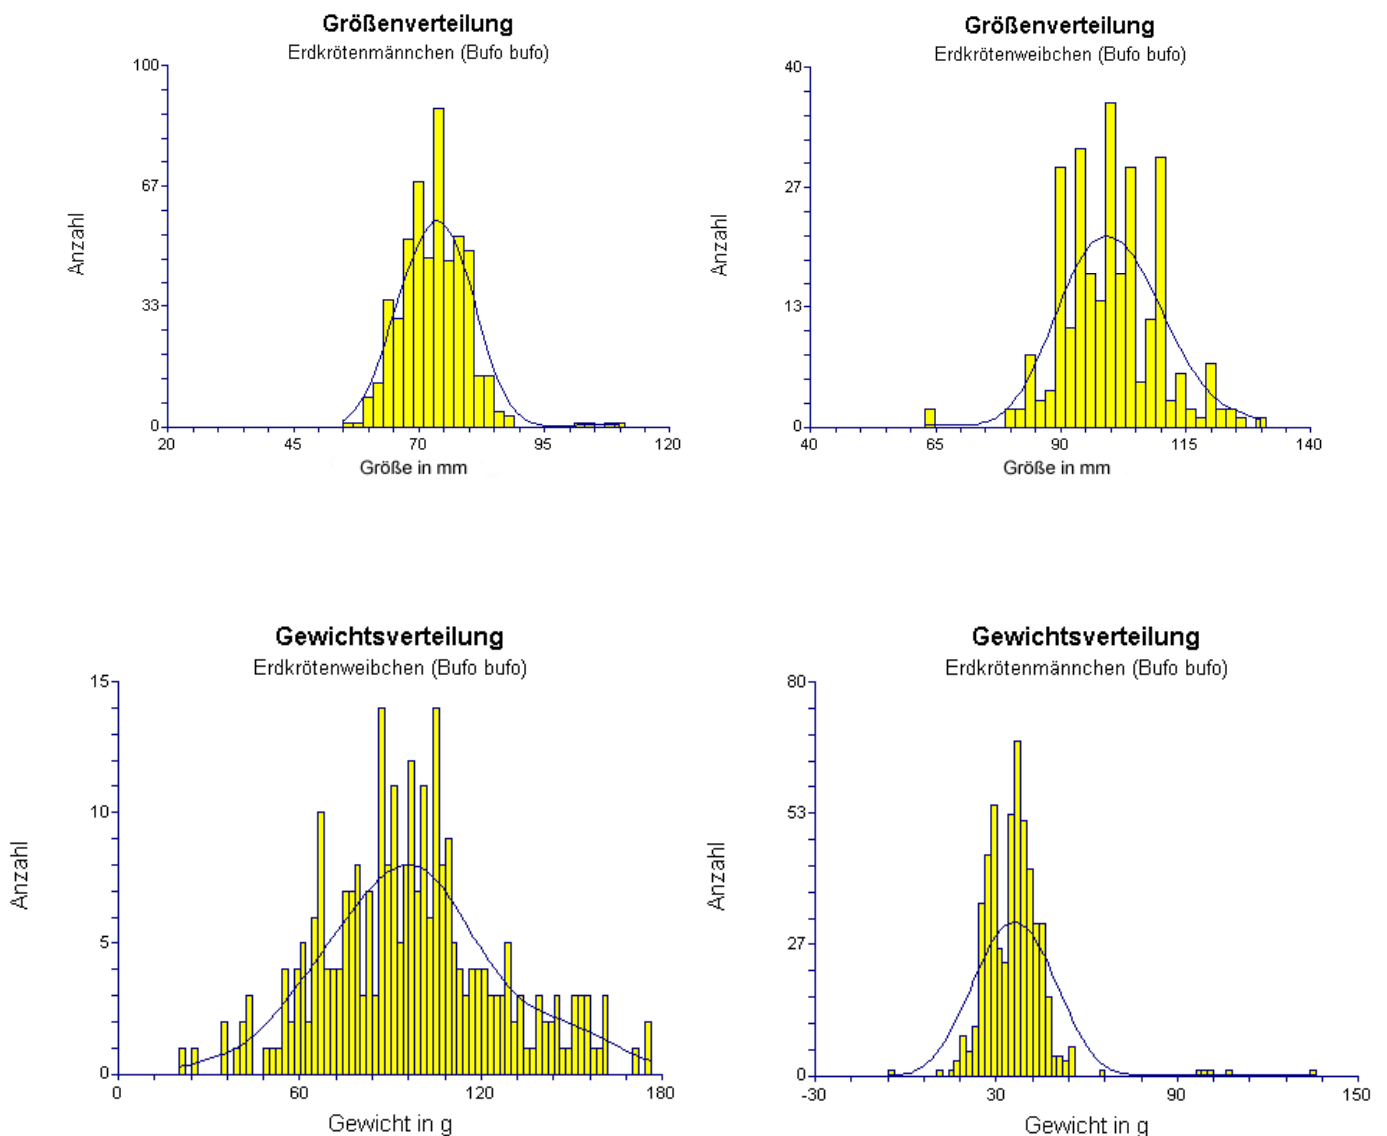 Größenverteilung
Erdkrötenmännchen (Bufo bufo)
100
67
33
0
20 45 70 95 120
Anzahl
Größe in mm
Größenverteilung
Erdkrötenweibchen (Bufo bufo)
40
27
13
0
40 65 90 115 140
Anzahl
Größe in mm
Gewichtsverteilung
Erdkrötenweibchen (Bufo bufo)
15
10
5
0
0 60 120 180
Anzahl
Gewicht in g
Gewichtsverteilung
Erdkrötenmännchen (Bufo bufo)
80
53
27
0
-30 30 90 150
Anzahl
Gewicht in g